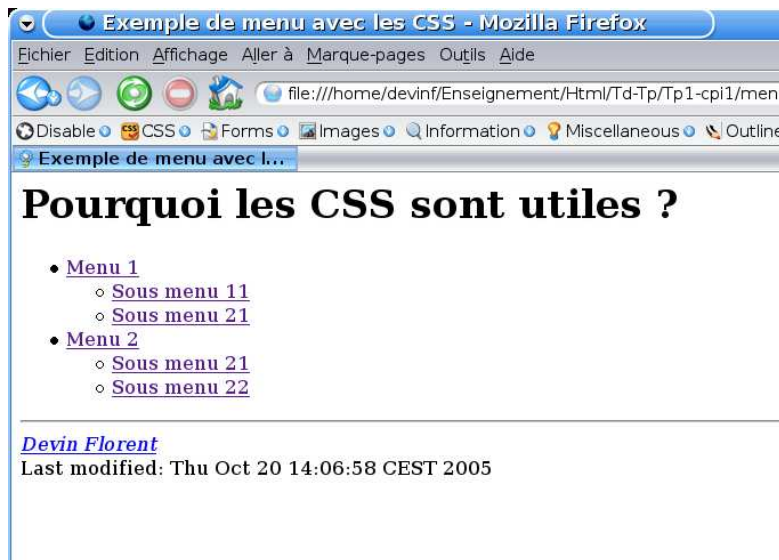 Exemple de menu avec les CSS - Mozilla Firefox
Fichier Edition Affichage Aller à Marque-pages Outils Aide
file:///home/devinf/Enseignement/Html/Td-Tp/Tp1-cpi1/men
Disable CSS Forms Images Information Miscellaneous Outline
Exemple de menu avec l...
Pourquoi les CSS sont utiles ?
Menu 1
Sous menu 11
Sous menu 21
Menu 2
Sous menu 21
Sous menu 22
Devin Florent
Last modified: Thu Oct 20 14:06:58 CEST 2005